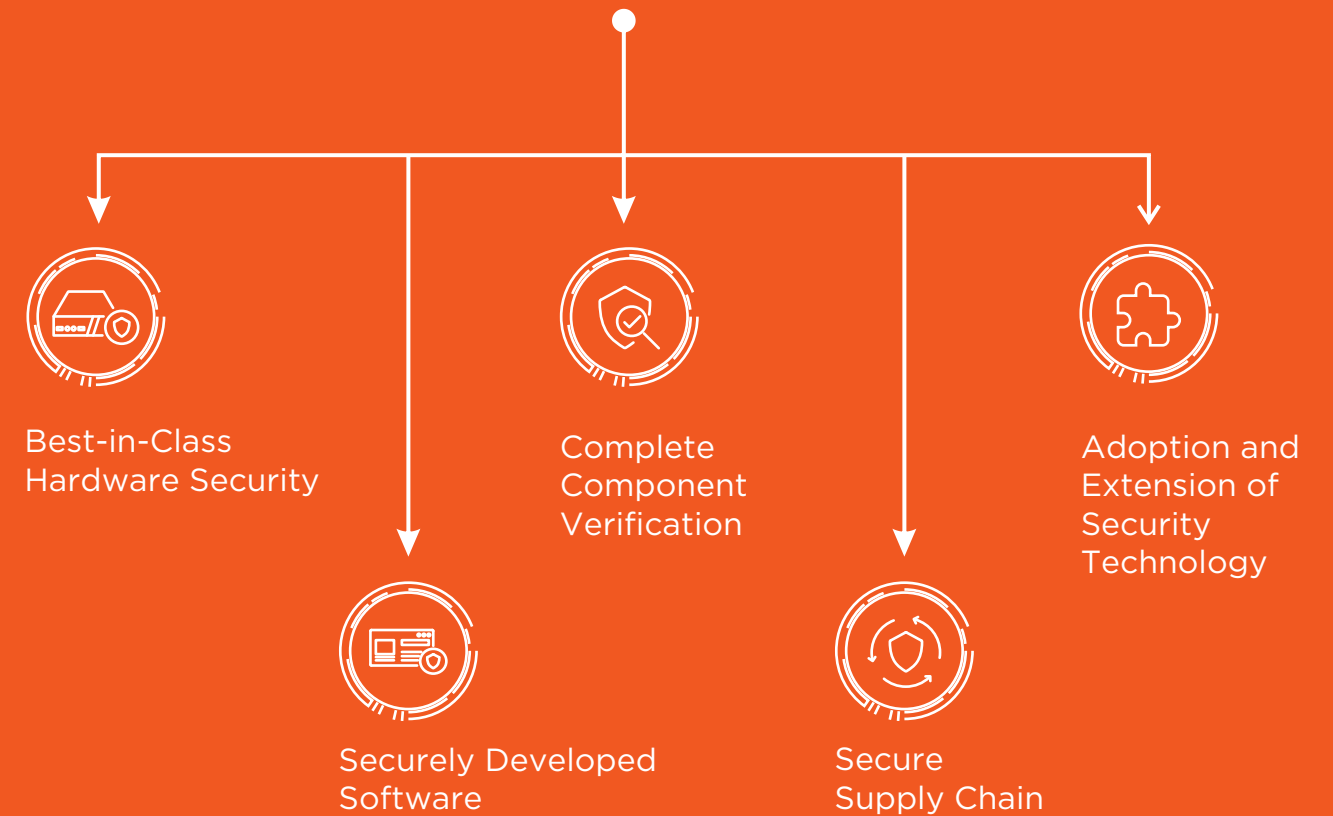 Best-in-Class
Hardware Security
Complete
Component
Verification
Adoption and
Extension of
Security
Technology
Securely Developed
Software
Secure
Supply Chain